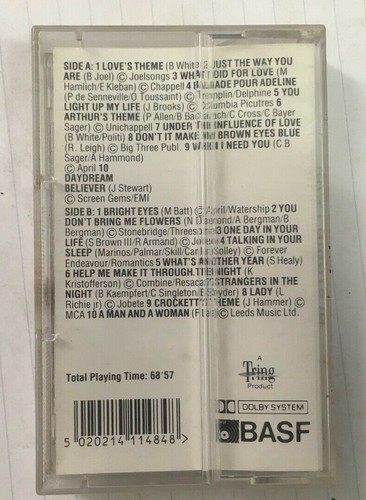 SIDE A: 1 LOVE'S THEME (B White) 2 JUST THE WAY YOU
ARE (B Joel) © Joelsongs 3 WHAT I DID FOR LOVE (M
Hamlich/E Kleban) © Chappell 4 BALLADE POUR ADELINE
(P de Senneville/O Toussaint) © Tremplin/Delphine 5 YOU
LIGHT UP MY LIFE (J Brooks) © Columbia Picutres 6
ARTHUR'S THEME (P Allen/B Bacharach/C Cross/C Bayer
Sager) © Unichappell 7 UNDER THE INFLUENCE OF LOVE
(B White/Politi) 8 DON'T IT MAKE MY BROWN EYES BLUE
(R. Leigh) © Big Three Publ. 9 WHEN I NEED YOU (C B
Sager/A Hammond)
© April 10
DAYDREAM
BELIEVER (J Stewart)
© Screen Gems/EMI
SIDE B: 1 BRIGHT EYES (M Batt) © April/Watership 2 YOU
DON'T BRING ME FLOWERS (N Diamond/A Bergman/B
Bergman) © Stonebridge/Threesome 3 ONE DAY IN YOUR
LIFE (S Brown III/R Armand) © Jobete 4 TALKING IN YOUR
SLEEP (Marinos/Palmar/Skill/Canler/Solley) © Forever
Endeavour/Romantics 5 WHAT'S ANOTHER YEAR (S Healy)
6 HELP ME MAKE IT THROUGH THE NIGHT (K
Kristofferson) © Combine/Resaca 7 STRANGERS IN THE
NIGHT (B Kaempfert/C Singleton/E Snyder) 8 LADY (L
Richie jr) © Jobete 9 CROCKETT'S THEME (J Hammer) ©
MCA 10 A MAN AND A WOMAN (F Lai) © Leeds Music Ltd.
A
Tring
Product
Total Playing Time: 68'57
5 020214 114848 >
DOLBY SYSTEM
BASF